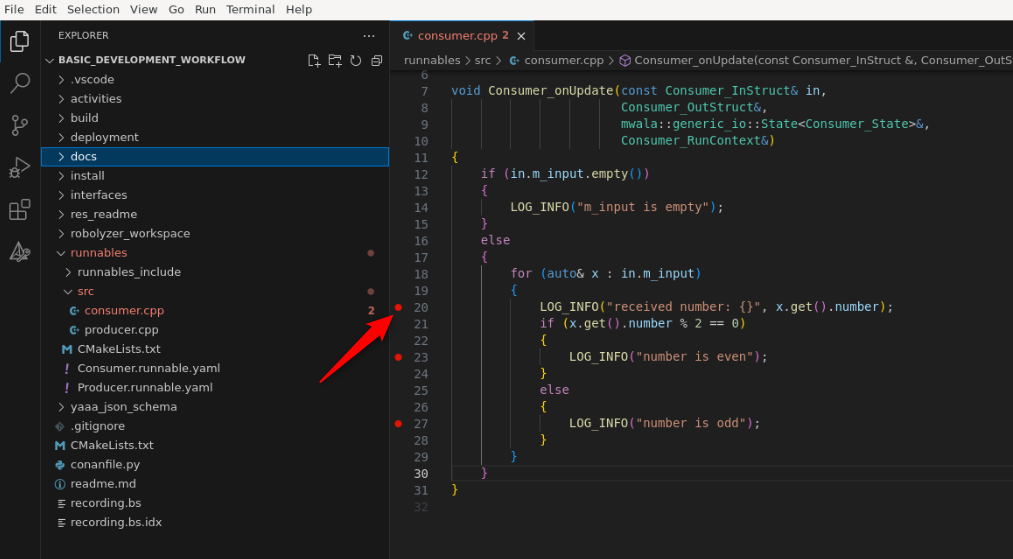 File Edit Selection View Go Run Terminal Help
EXPLORER ...
BASIC_DEVELOPMENT_WORKFLOW
.vscode
activities
build
deployment
docs
install
interfaces
res_readme
robolyzer_workspace
runnables
runnables_include
src
consumer.cpp 2
producer.cpp
CMakeLists.txt
Consumer.runnable.yaml
Producer.runnable.yaml
yaaa_json_schema
.gitignore
CMakeLists.txt
conanfile.py
readme.md
recording.bs
recording.bs.idx
consumer.cpp 2
runnables > src > consumer.cpp > Consumer_onUpdate(const Consumer_InStruct &, Consumer_OutS
6
7 void Consumer_onUpdate(const Consumer_InStruct& in,
8 Consumer_OutStruct&,
9 mwala::generic_io::State<Consumer_State>&,
10 Consumer_RunContext&)
11 {
12 if (in.m_input.empty())
13 {
14 LOG_INFO("m_input is empty");
15 }
16 else
17 {
18 for (auto& x : in.m_input)
19 {
20 LOG_INFO("received number: {}", x.get().number);
21 if (x.get().number % 2 == 0)
22 {
23 LOG_INFO("number is even");
24 }
25 else
26 {
27 LOG_INFO("number is odd");
28 }
29 }
30 }
31 }
32